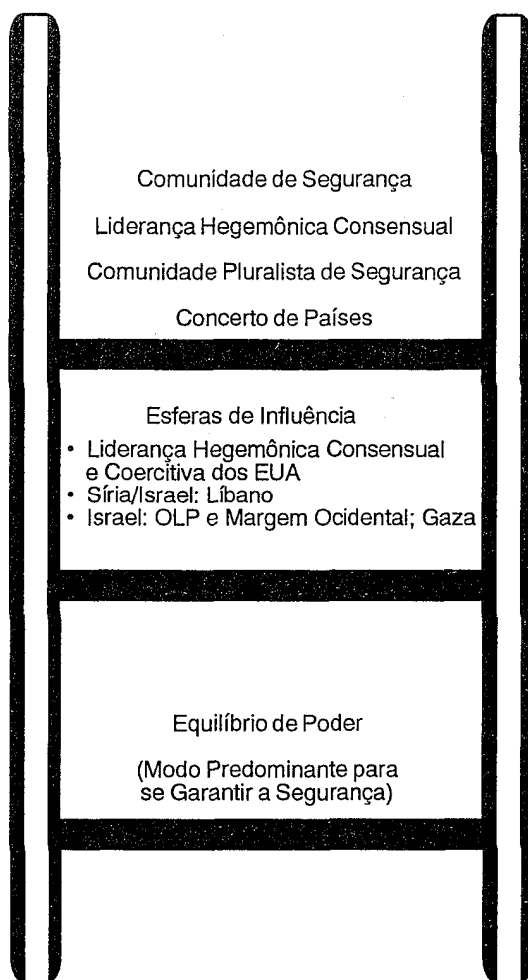 Comunidade de Segurança
Liderança Hegemônica Consensual
Comunidade Pluralista de Segurança
Concerto de Países
Esferas de Influência
• Liderança Hegemônica Consensual
e Coercitiva dos EUA
• Síria/Israel: Líbano
• Israel: OLP e Margem Ocidental; Gaza
Equilíbrio de Poder
(Modo Predominante para
se Garantir a Segurança)